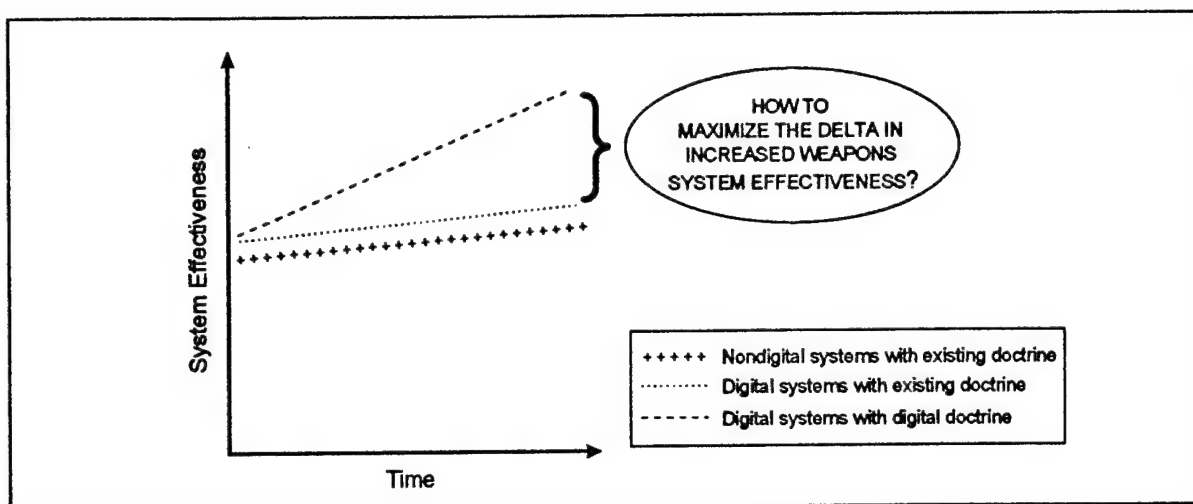 HOW TO
MAXIMIZE THE DELTA IN
INCREASED WEAPONS
SYSTEM EFFECTIVENESS?
System Effectiveness
Nondigital systems with existing doctrine
Digital systems with existing doctrine
Digital systems with digital doctrine
Time